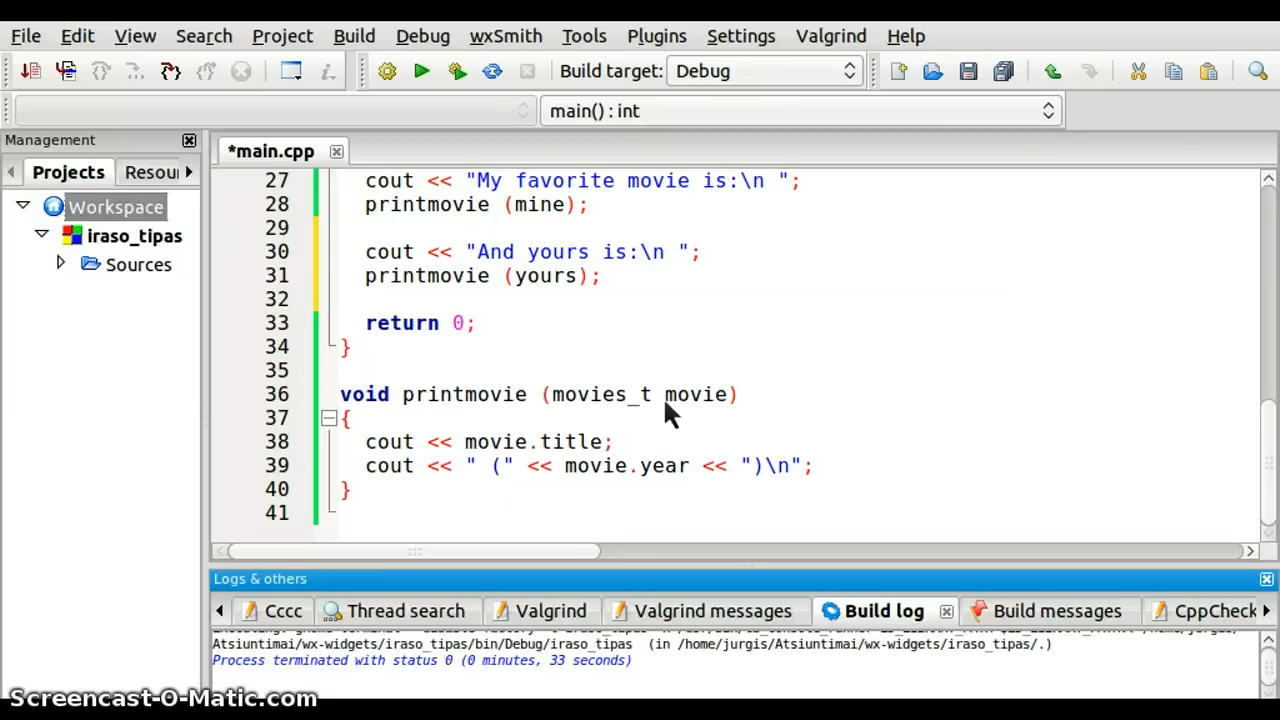 File Edit View Search Project Build Debug wxSmith Tools Plugins Settings Valgrind Help
Build target: Debug
main() : int
Management
Projects Resou
*main.cpp
Workspace
iraso_tipas
Sources
27 cout << "My favorite movie is:\n ";
28 printmovie (mine);
29
30 cout << "And yours is:\n ";
31 printmovie (yours);
32
33 return 0;
34 }
35
36 void printmovie (movies_t movie)
37 {
38 cout << movie.title;
39 cout << " (" << movie.year << ")\n";
40 }
41
Logs & others
Cccc Thread search Valgrind Valgrind messages Build log Build messages CppCheck
Atsiuntimai/wx-widgets/iraso_tipas/bin/Debug/iraso_tipas (in /home/jurgis/Atsiuntimai/wx-widgets/iraso_tipas/.)
Process terminated with status 0 (0 minutes, 33 seconds)
Screencast-O-Matic.com